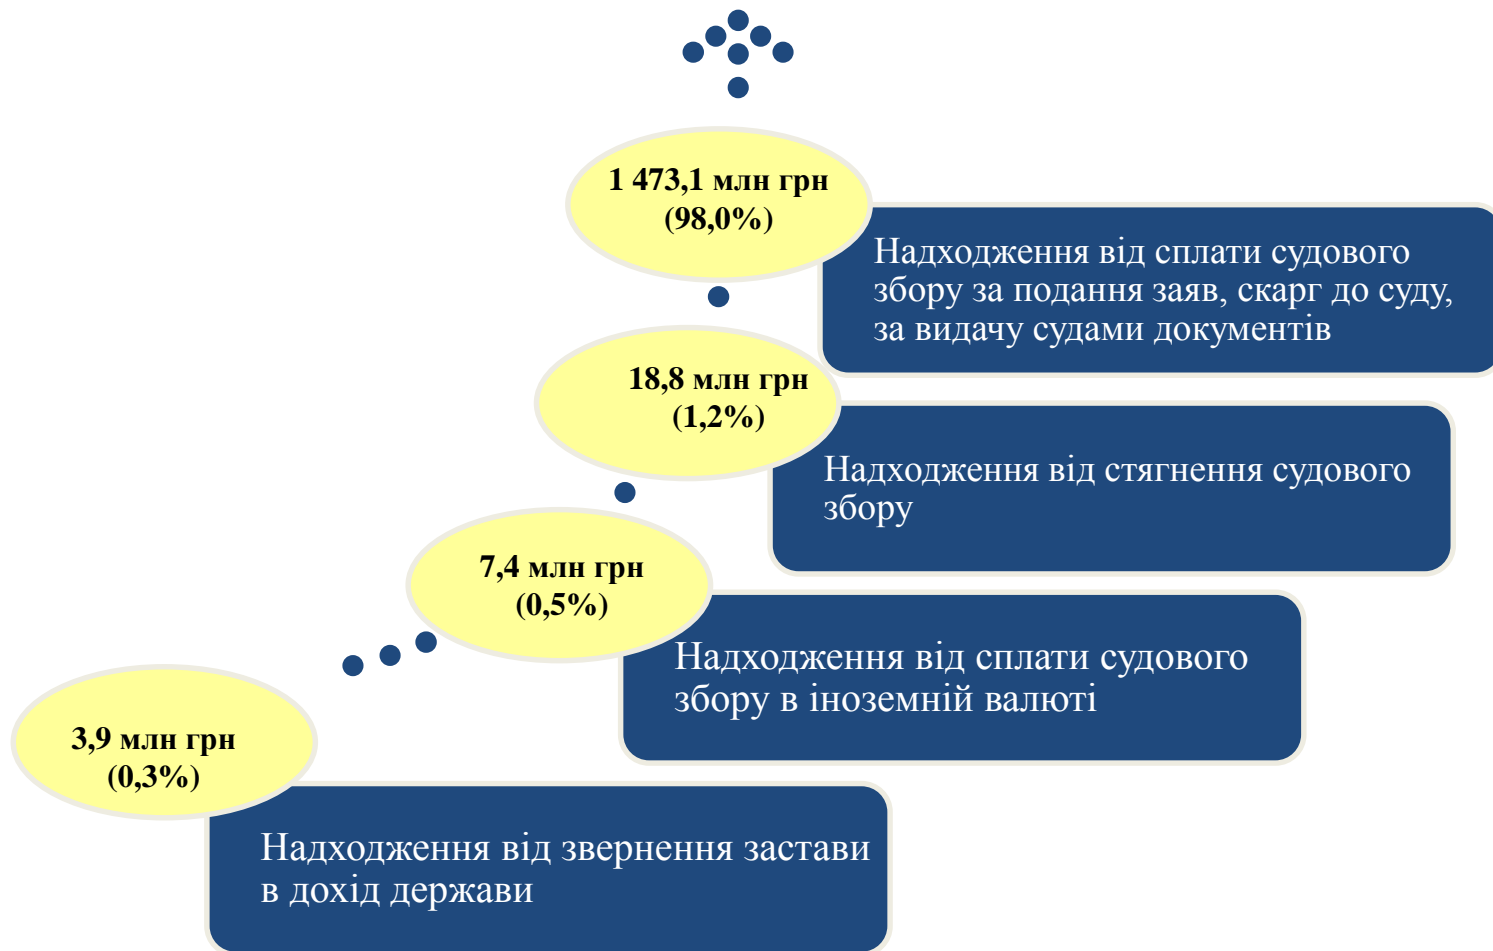 1 473,1 млн грн
(98,0%)
Надходження від сплати судового
збору за подання заяв, скарг до суду,
за видачу судами документів
18,8 млн грн
(1,2%)
Надходження від стягнення судового
збору
7,4 млн грн
(0,5%)
Надходження від сплати судового
збору в іноземній валюті
3,9 млн грн
(0,3%)
Надходження від звернення застави
в дохід держави